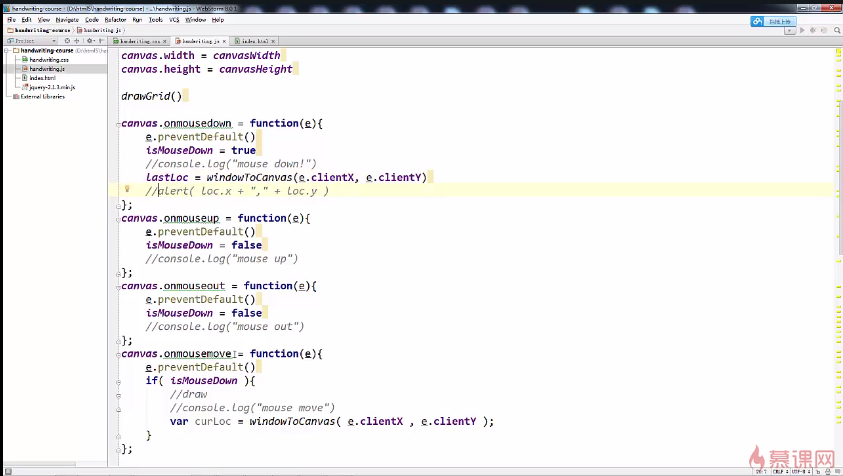 handwriting-course - [D:\html5\handwriting-course] - ...\handwriting.js - WebStorm 8.0.1
File Edit View Navigate Code Refactor Run Tools VCS Window Help
handwriting-course handwriting.js
Project
handwriting.css handwriting.js index.html
handwriting-course
handwriting.css
handwriting.js
index.html
jquery-2.1.3.min.js
External Libraries
canvas.width = canvasWidth
canvas.height = canvasHeight
drawGrid()
canvas.onmousedown = function(e){
e.preventDefault()
isMouseDown = true
//console.log("mouse down!")
lastLoc = windowToCanvas(e.clientX, e.clientY)
//alert( loc.x + "," + loc.y )
};
canvas.onmouseup = function(e){
e.preventDefault()
isMouseDown = false
//console.log("mouse up")
};
canvas.onmouseout = function(e){
e.preventDefault()
isMouseDown = false
//console.log("mouse out")
};
canvas.onmousemove = function(e){
e.preventDefault()
if( isMouseDown ){
//draw
//console.log("mouse move")
var curLoc = windowToCanvas( e.clientX , e.clientY );
}
};
慕课网